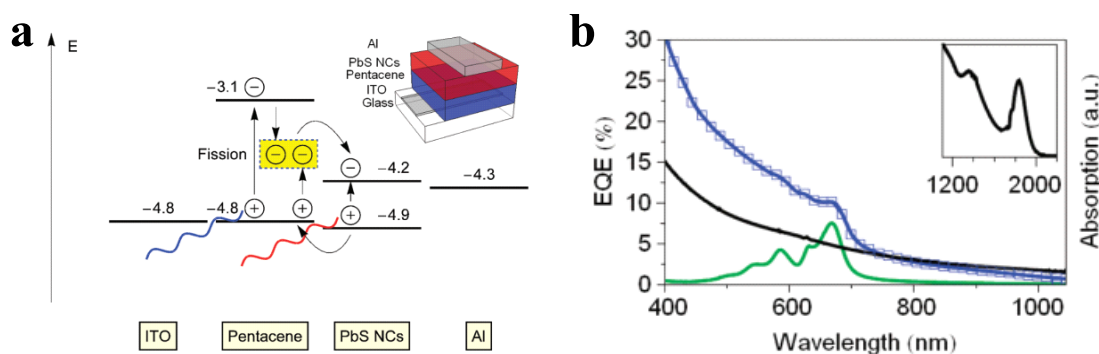 a
E
Al
PbS NCs
Pentacene
ITO
Glass
−3.1
Fission
−4.2
−4.3
−4.8
−4.8
−4.9
ITO
Pentacene
PbS NCs
Al
b
EQE (%)
30
25
20
15
10
5
0
400
600
800
1000
Wavelength (nm)
1200
2000
Absorption (a.u.)